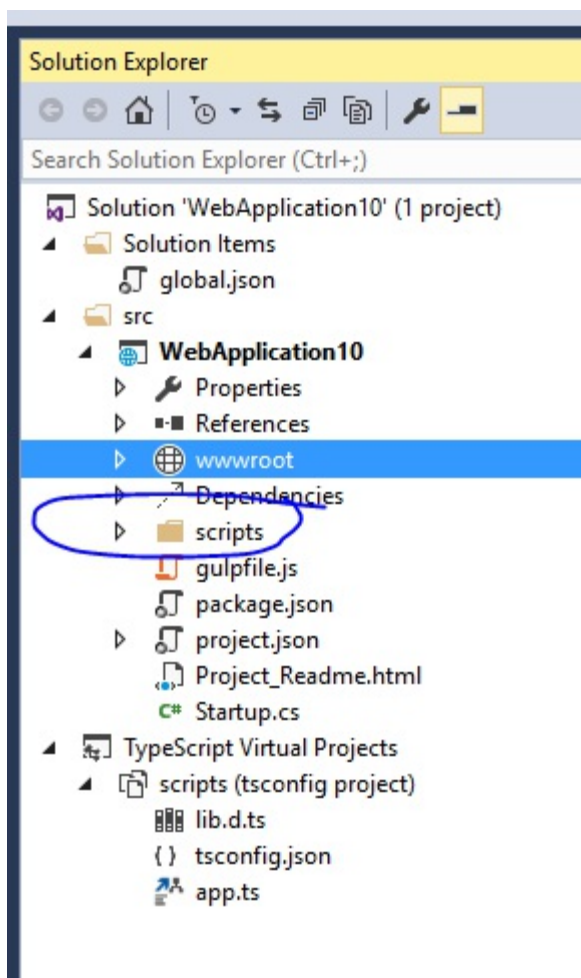 Solution Explorer
Search Solution Explorer (Ctrl+;)
Solution 'WebApplication10' (1 project)
Solution Items
global.json
src
WebApplication10
Properties
References
wwwroot
Dependencies
scripts
gulpfile.js
package.json
project.json
Project_Readme.html
C# Startup.cs
TypeScript Virtual Projects
scripts (tsconfig project)
lib.d.ts
{ } tsconfig.json
app.ts